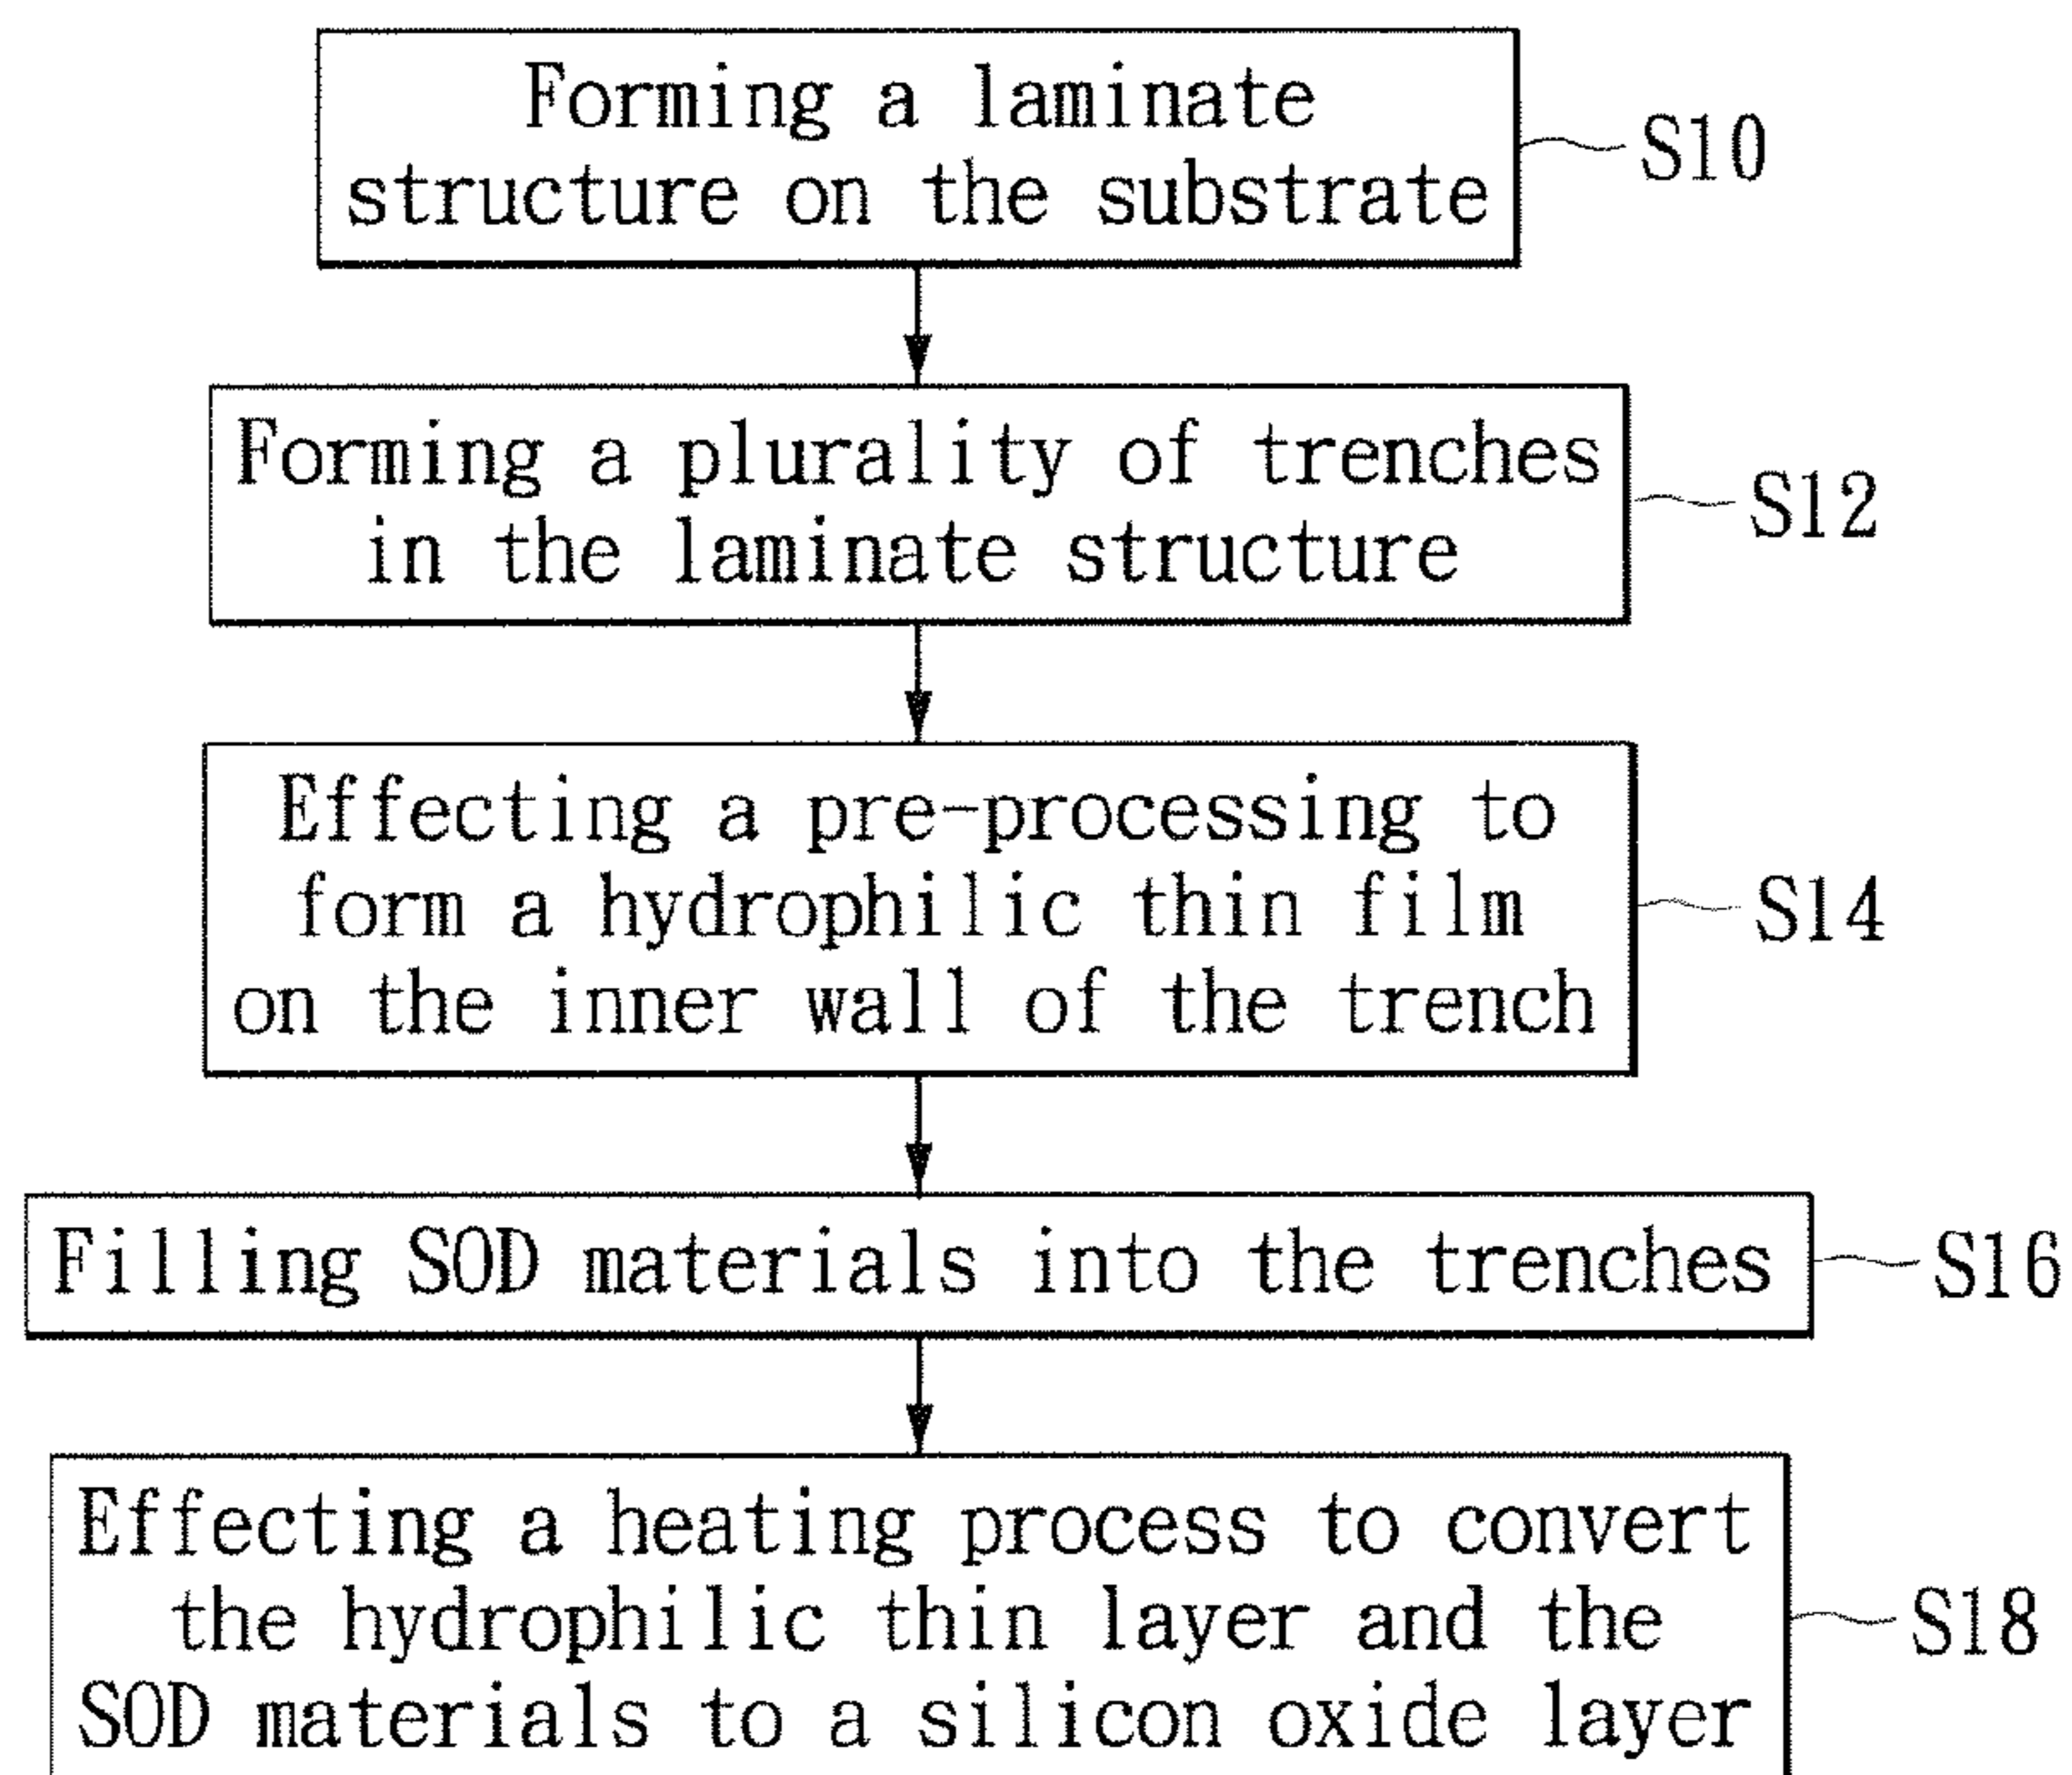 Forming a laminate
structure on the substrate
S10
Forming a plurality of trenches
in the laminate structure
S12
Effecting a pre-processing to
form a hydrophilic thin film
on the inner wall of the trench
S14
Filling SOD materials into the trenches
S16
Effecting a heating process to convert
the hydrophilic thin layer and the
SOD materials to a silicon oxide layer
S18